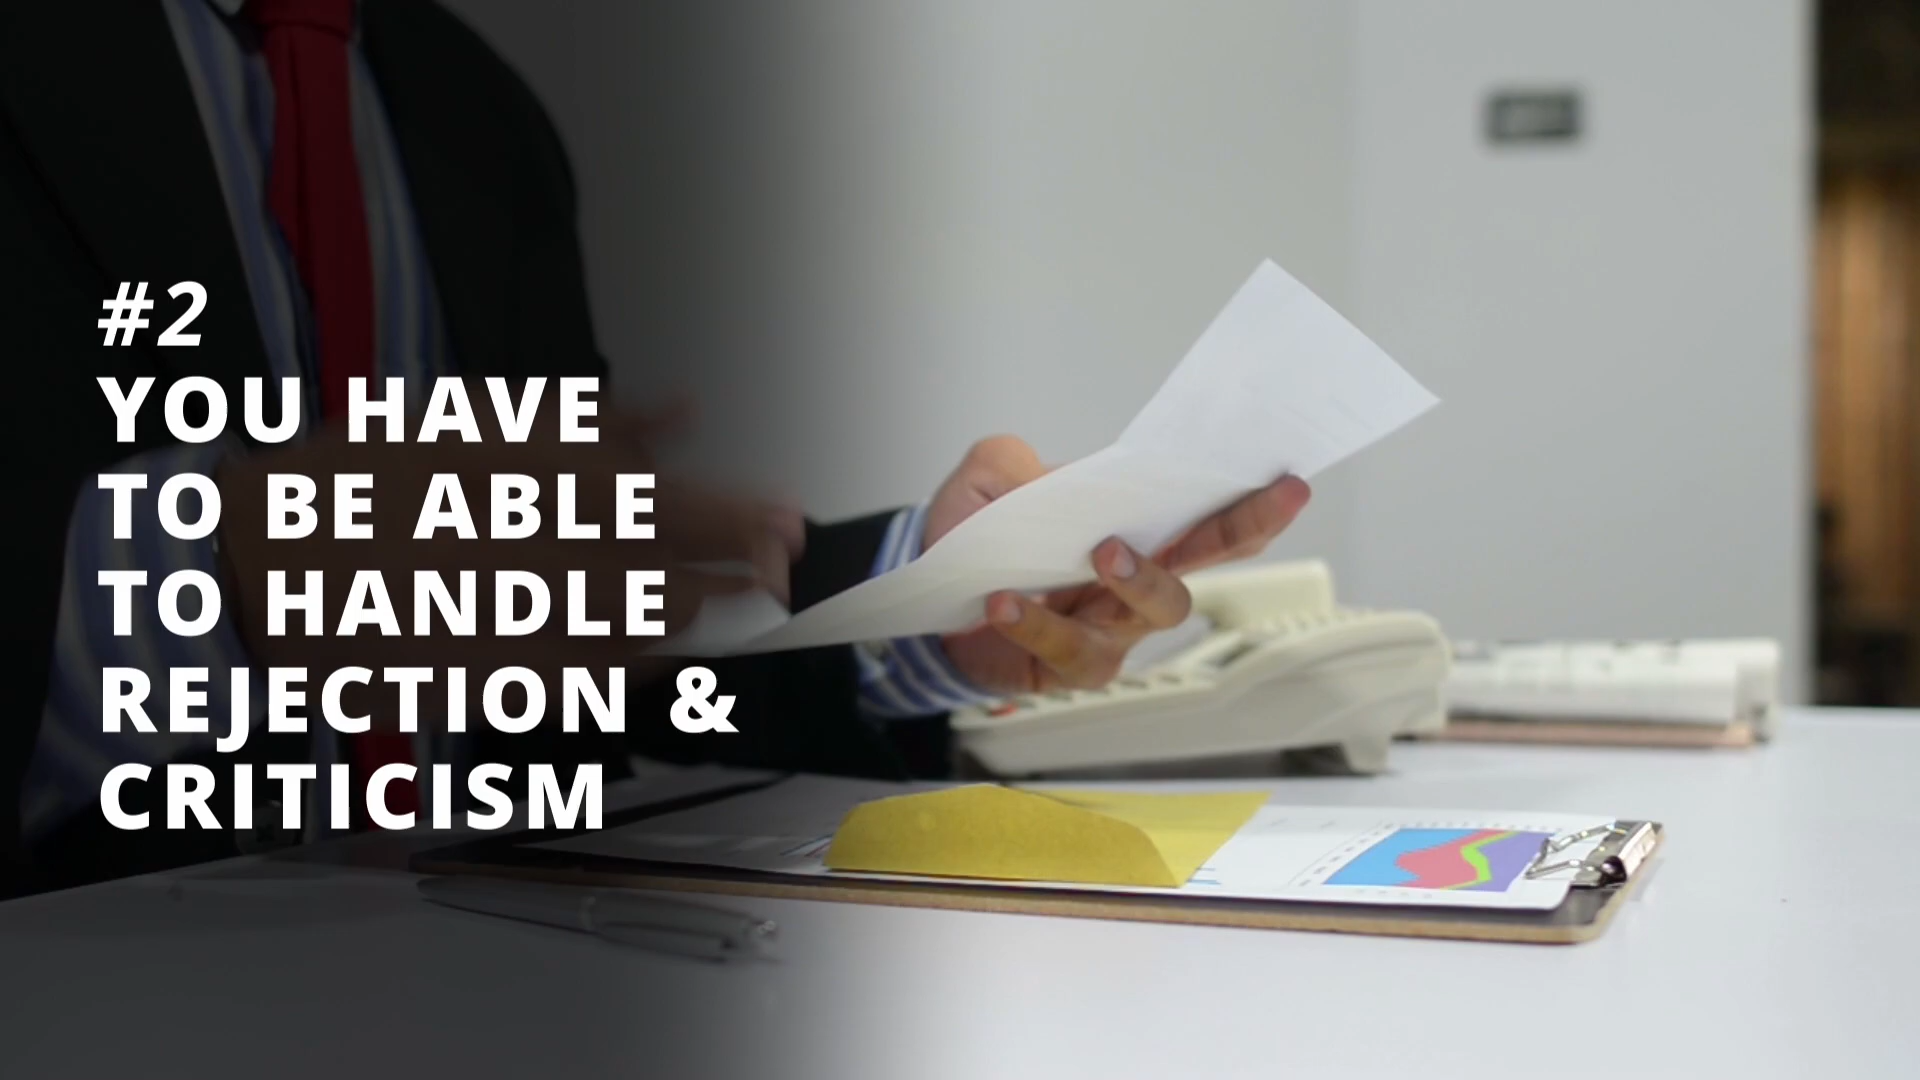 #2
YOU HAVE
TO BE ABLE
TO HANDLE
REJECTION &
CRITICISM